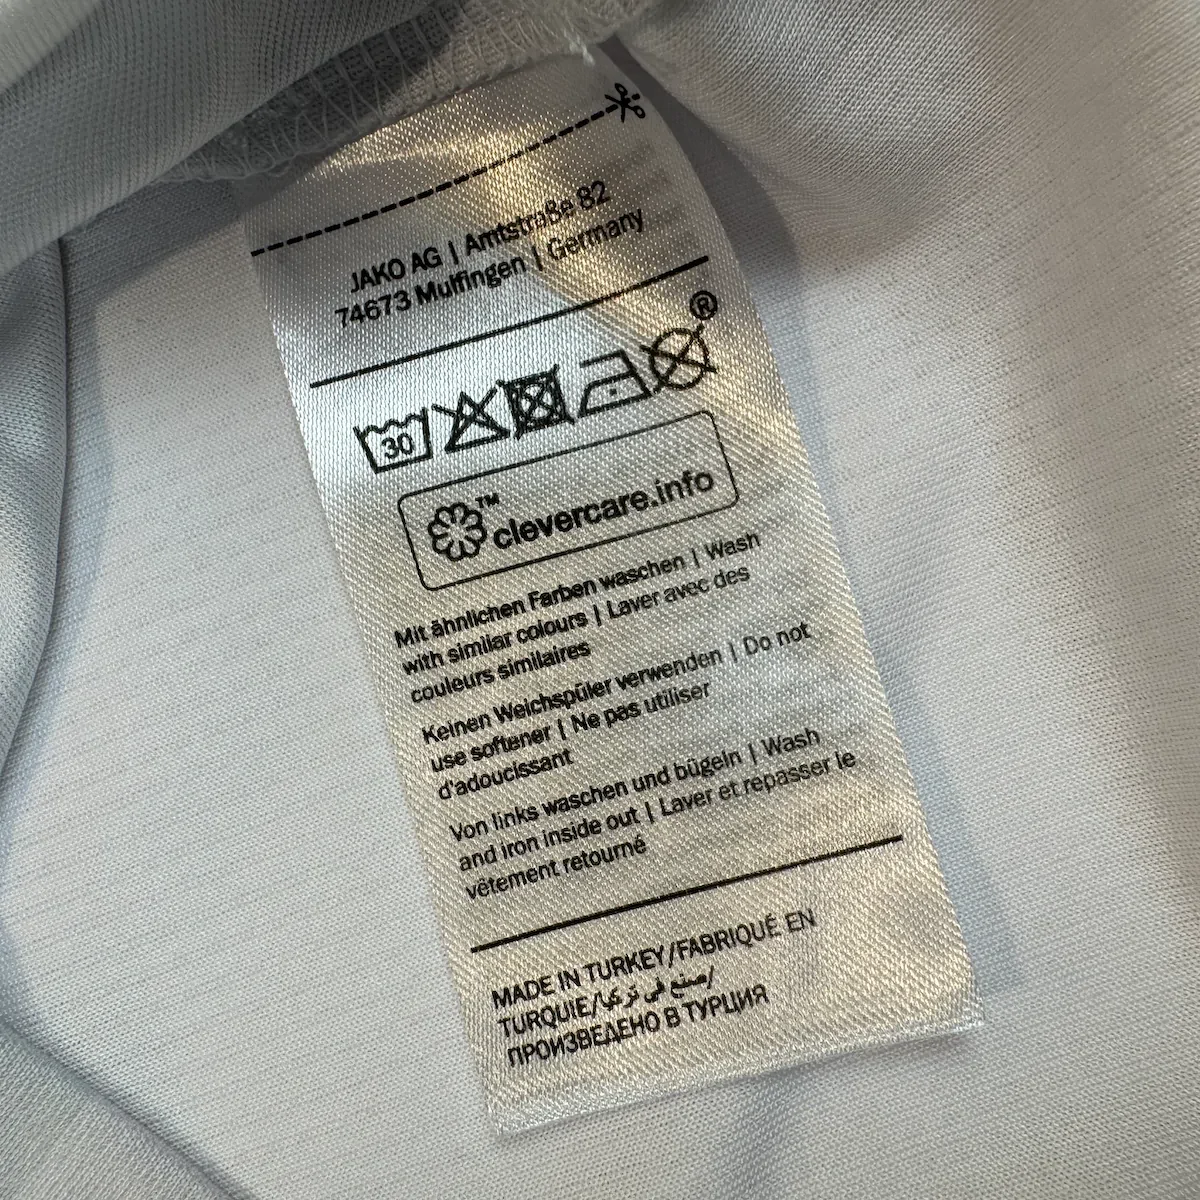 JAKO AG | Amtstraße 82
74673 Mulfingen | Germany
®
30
™
clevercare.info
Mit ähnlichen Farben waschen | Wash
with similar colours | Laver avec des
couleurs similaires
Keinen Weichspüler verwenden | Do not
use softener | Ne pas utiliser
d'adoucissant
Von links waschen und bügeln | Wash
and iron inside out | Laver et repasser le
vêtement retourné
MADE IN TURKEY/FABRIQUÉ EN
TURQUIE/صنع في تركي/
ПРОИЗВЕДЕНО В ТУРЦИЯ